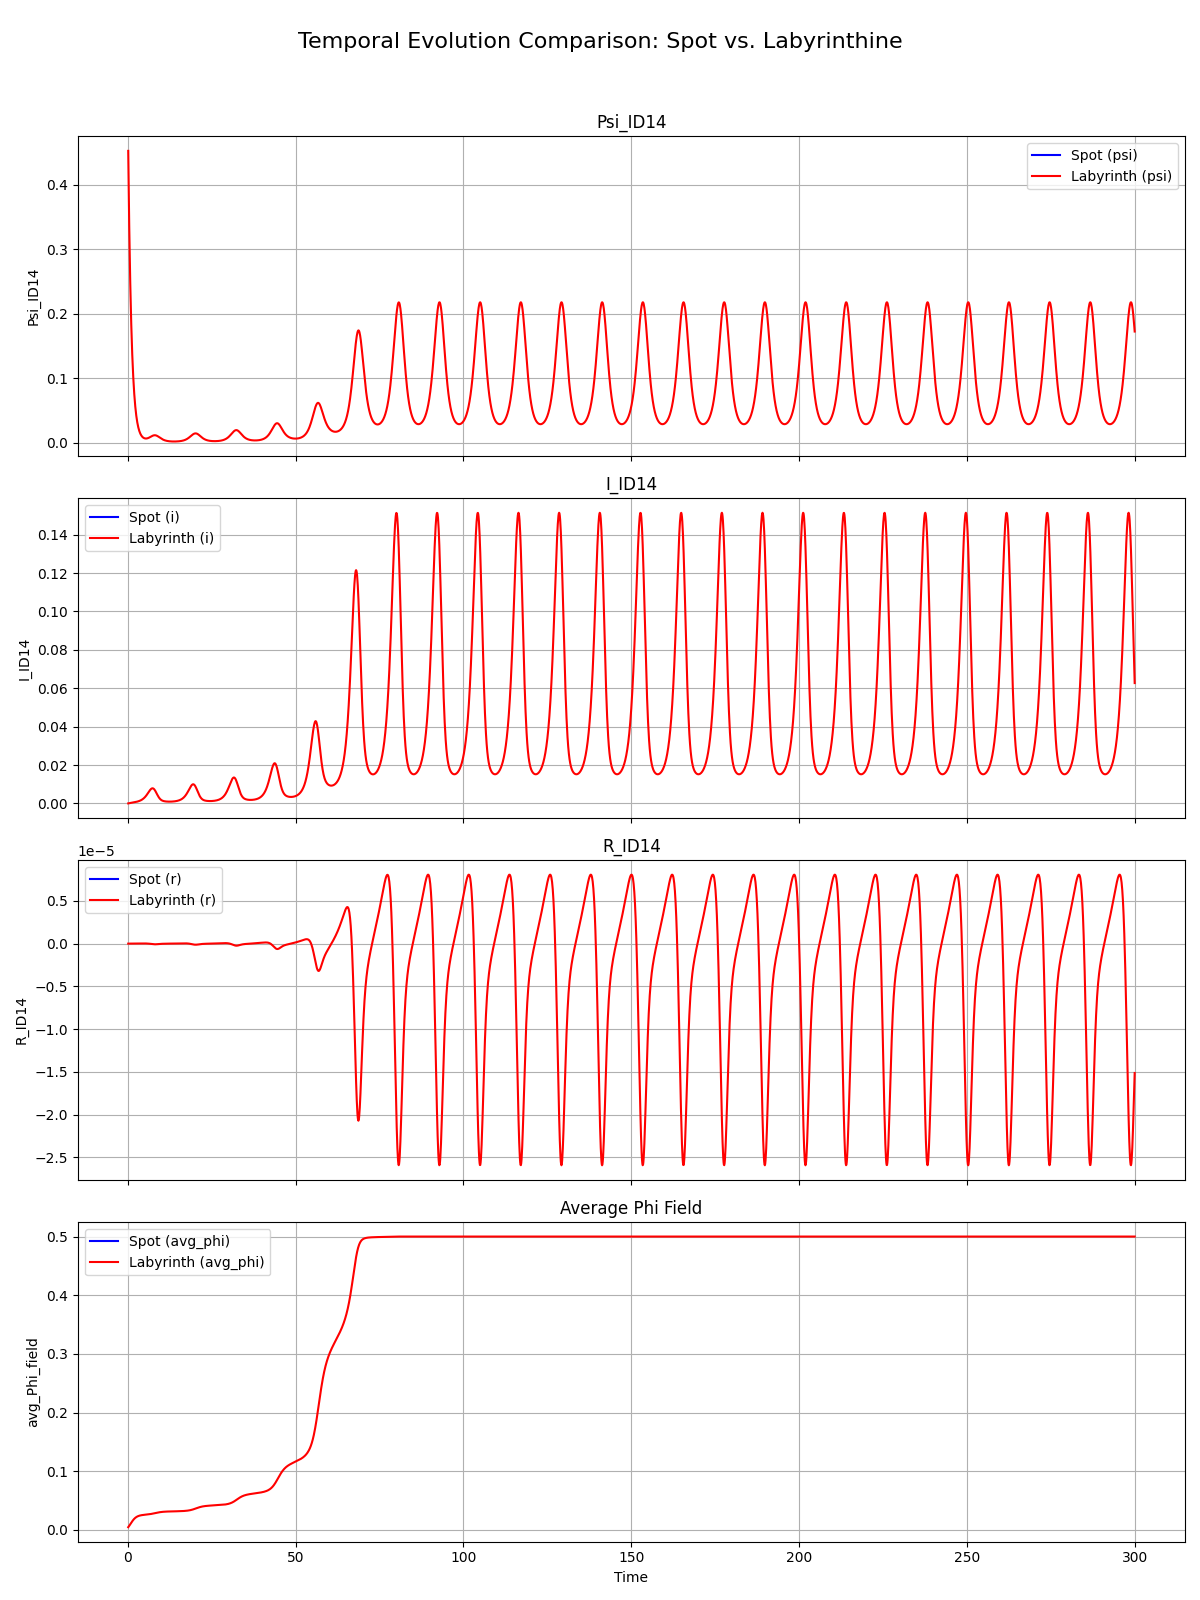 Temporal Evolution Comparison: Spot vs. Labyrinthine
Psi_ID14
Psi_ID14
0.4
0.3
0.2
0.1
0.0
Spot (psi)
Labyrinth (psi)
I_ID14
I_ID14
0.14
0.12
0.10
0.08
0.06
0.04
0.02
0.00
Spot (i)
Labyrinth (i)
R_ID14
1e−5
R_ID14
0.5
0.0
−0.5
−1.0
−1.5
−2.0
−2.5
Spot (r)
Labyrinth (r)
Average Phi Field
avg_Phi_field
0.5
0.4
0.3
0.2
0.1
0.0
Spot (avg_phi)
Labyrinth (avg_phi)
0 50 100 150 200 250 300
Time